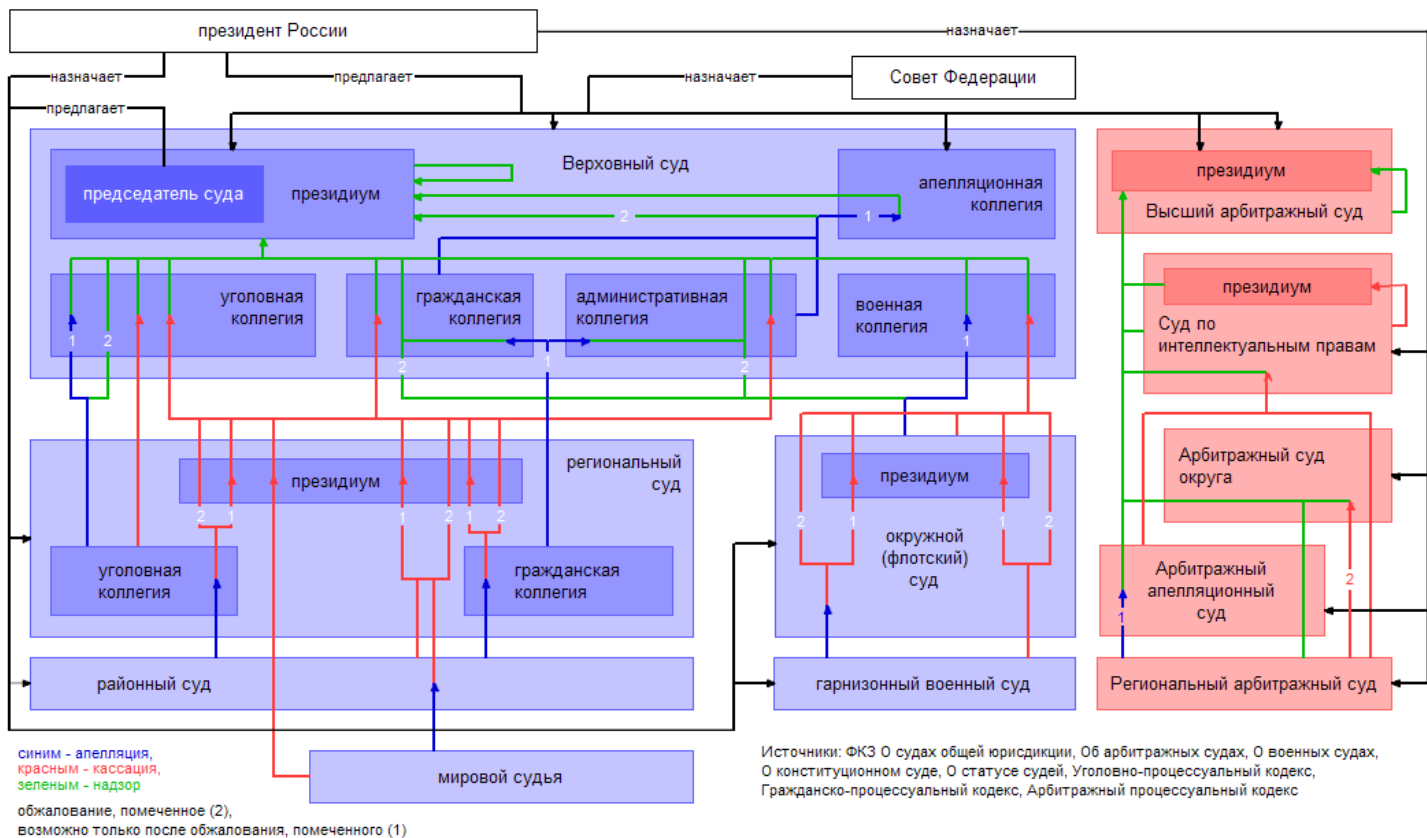 президент России
назначает
назначает
предлагает
назначает
Совет Федерации
предлагает
Верховный суд
председатель суда
президиум
апелляционная
коллегия
2
1
президиум
Высший арбитражный суд
уголовная
коллегия
гражданская
коллегия
административная
коллегия
военная
коллегия
1
2
1
2
2
1
президиум
Суд по
интеллектуальным правам
региональный
суд
президиум
2
1
1
2
1
2
уголовная
коллегия
гражданская
коллегия
президиум
2
1
1
2
окружной
(флотский)
суд
Арбитражный суд
округа
Арбитражный
апелляционный
суд
2
1
районный суд
гарнизонный военный суд
Региональный арбитражный суд
мировой судья
синим - апелляция,
красным - кассация,
зеленым - надзор
обжалование, помеченное (2),
возможно только после обжалования, помеченного (1)
Источники: ФКЗ О судах общей юрисдикции, Об арбитражных судах, О военных судах,
О конституционном суде, О статусе судей, Уголовно-процессуальный кодекс,
Гражданско-процессуальный кодекс, Арбитражный процессуальный кодекс